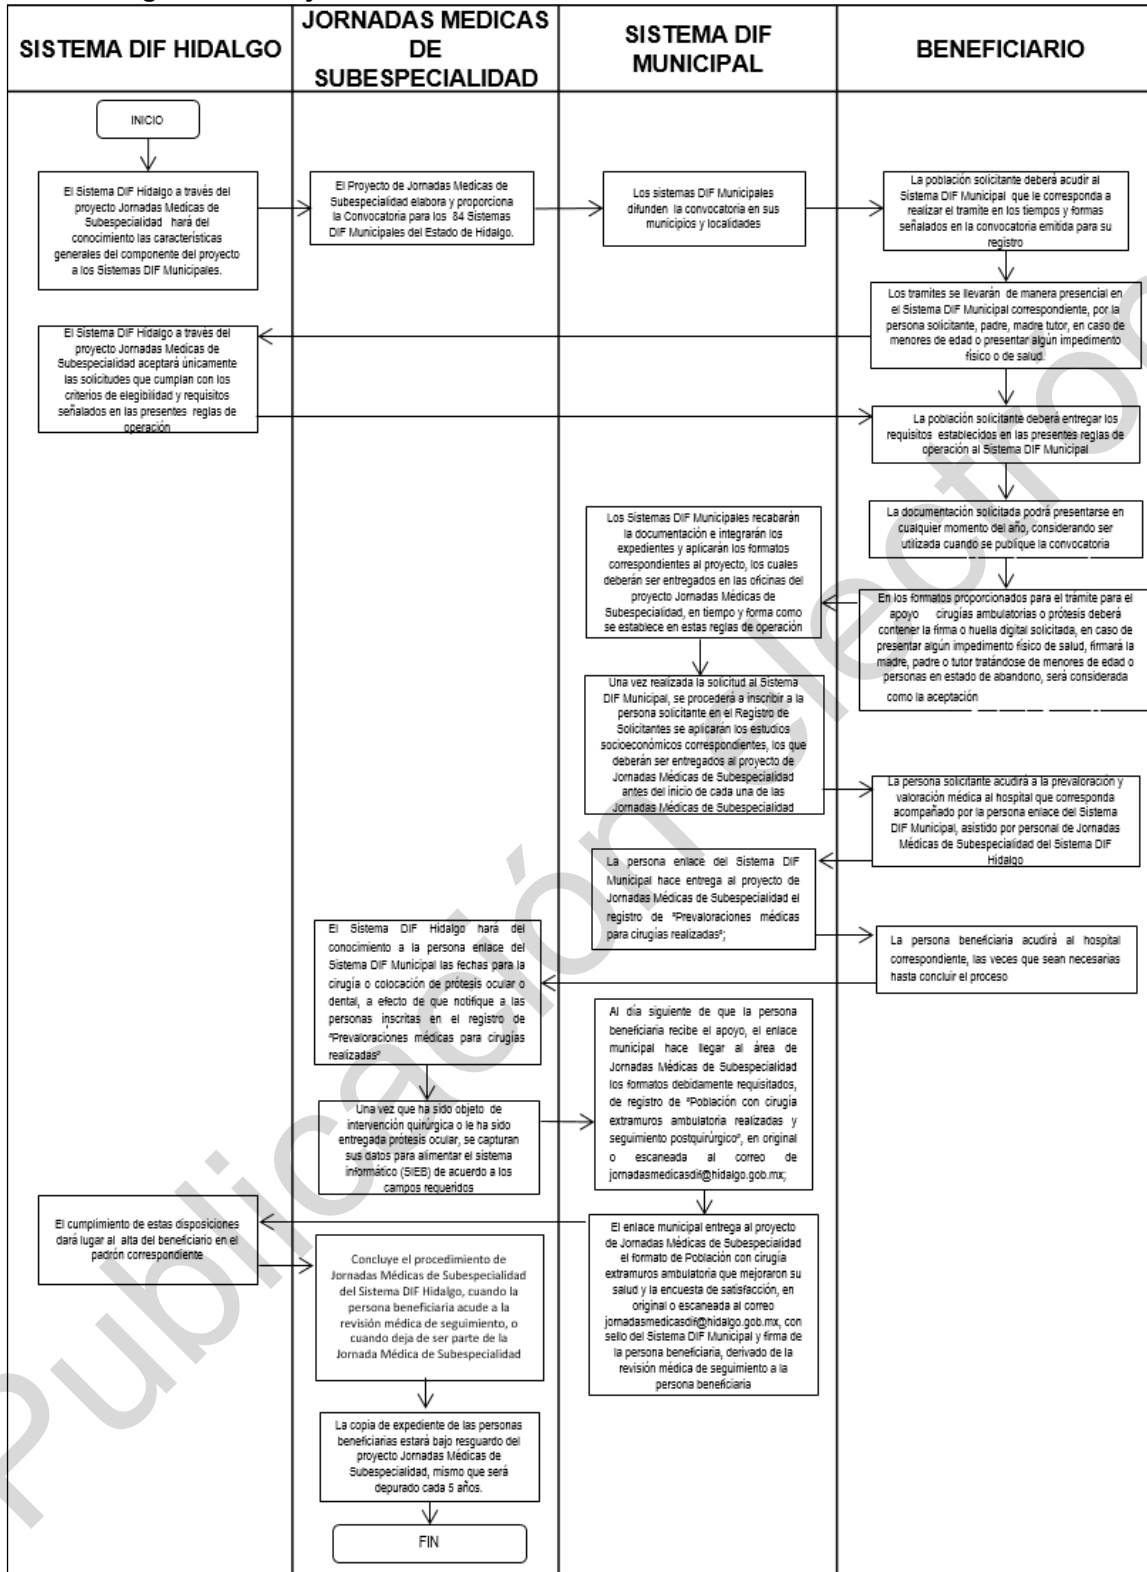 SISTEMA DIF HIDALGO
JORNADAS MEDICAS
DE
SUBESPECIALIDAD
SISTEMA DIF
MUNICIPAL
BENEFICIARIO
INICIO
El Sistema DIF Hidalgo a través del
proyecto Jornadas Medicas de
Subespecialidad hará del
conocimiento las características
generales del componente del proyecto
a los Sistemas DIF Municipales.
El Proyecto de Jornadas Medicas de
Subespecialidad elabora y proporciona
la Convocatoria para los 84 Sistemas
DIF Municipales del Estado de Hidalgo.
Los sistemas DIF Municipales
difunden la convocatoria en sus
municipios y localidades
La población solicitante deberá acudir al
Sistema DIF Municipal que le corresponda a
realizar el tramite en los tiempos y formas
señalados en la convocatoria emitida para su
registro
Los tramites se llevarán de manera presencial en
el Sistema DIF Municipal correspondiente, por la
persona solicitante, padre, madre tutor, en caso de
menores de edad o presentar algún impedimento
físico o de salud.
El Sistema DIF Hidalgo a través del
proyecto Jornadas Medicas de
Subespecialidad aceptará únicamente
las solicitudes que cumplan con los
criterios de elegibilidad y requisitos
señalados en las presentes reglas de
operación
La población solicitante deberá entregar los
requisitos establecidos en las presentes reglas de
operación al Sistema DIF Municipal
La documentación solicitada podrá presentarse en
cualquier momento del año, considerando ser
utilizada cuando se publique la convocatoria
Los Sistemas DIF Municipales recabarán
la documentación e integrarán los
expedientes y aplicarán los formatos
correspondientes al proyecto, los cuales
deberán ser entregados en las oficinas del
proyecto Jornadas Médicas de
Subespecialidad, en tiempo y forma como
se establece en estas reglas de operación
En los formatos proporcionados para el trámite para el
apoyo cirugías ambulatorias o prótesis deberá
contener la firma o huella digital solicitada, en caso de
presentar algún impedimento físico de salud, firmará la
madre, padre o tutor tratándose de menores de edad o
personas en estado de abandono, será considerada
como la aceptación
Una vez realizada la solicitud al Sistema
DIF Municipal, se procederá a inscribir a la
persona solicitante en el Registro de
Solicitantes se aplicarán los estudios
socioeconómicos correspondientes, los que
deberán ser entregados al proyecto de
Jornadas Médicas de Subespecialidad
antes del inicio de cada una de las
Jornadas Médicas de Subespecialidad
La persona solicitante acudirá a la prevaloración y
valoración médica al hospital que corresponda
acompañado por la persona enlace del Sistema
DIF Municipal, asistido por personal de Jornadas
Médicas de Subespecialidad del Sistema DIF
Hidalgo
La persona enlace del Sistema DIF
Municipal hace entrega al proyecto de
Jornadas Médicas de Subespecialidad el
registro de "Prevaloraciones médicas
para cirugías realizadas";
La persona beneficiaria acudirá al hospital
correspondiente, las veces que sean necesarias
hasta concluir el proceso
El Sistema DIF Hidalgo hará del
conocimiento a la persona enlace del
Sistema DIF Municipal las fechas para la
cirugía o colocación de prótesis ocular o
dental, a efecto de que notifique a las
personas inscritas en el registro de
"Prevaloraciones médicas para cirugías
realizadas"
Al día siguiente de que la persona
beneficiaria recibe el apoyo, el enlace
municipal hace llegar al área de
Jornadas Médicas de Subespecialidad
los formatos debidamente requisitados,
de registro de "Población con cirugía
extramuros ambulatoria realizadas y
seguimiento postquirúrgico", en original
o escaneada al correo de
jornadasmedicasdif@hidalgo.gob.mx;
Una vez que ha sido objeto de
intervención quirúrgica o le ha sido
entregada prótesis ocular, se capturan
sus datos para alimentar el sistema
informático (SIEB) de acuerdo a los
campos requeridos
El cumplimiento de estas disposiciones
dará lugar al alta del beneficiario en el
padrón correspondiente
El enlace municipal entrega al proyecto
de Jornadas Médicas de Subespecialidad
el formato de Población con cirugía
extramuros ambulatoria que mejoraron su
salud y la encuesta de satisfacción, en
original o escaneada al correo
jornadasmedicasdif@hidalgo.gob.mx, con
sello del Sistema DIF Municipal y firma de
la persona beneficiaria, derivado de la
revisión médica de seguimiento a la
persona beneficiaria
Concluye el procedimiento de
Jornadas Médicas de Subespecialidad
del Sistema DIF Hidalgo, cuando la
persona beneficiaria acude a la
revisión médica de seguimiento, o
cuando deja de ser parte de la
Jornada Médica de Subespecialidad
La copia de expediente de las personas
beneficiarias estará bajo resguardo del
proyecto Jornadas Médicas de
Subespecialidad, mismo que será
depurado cada 5 años.
FIN
Publicación electrón